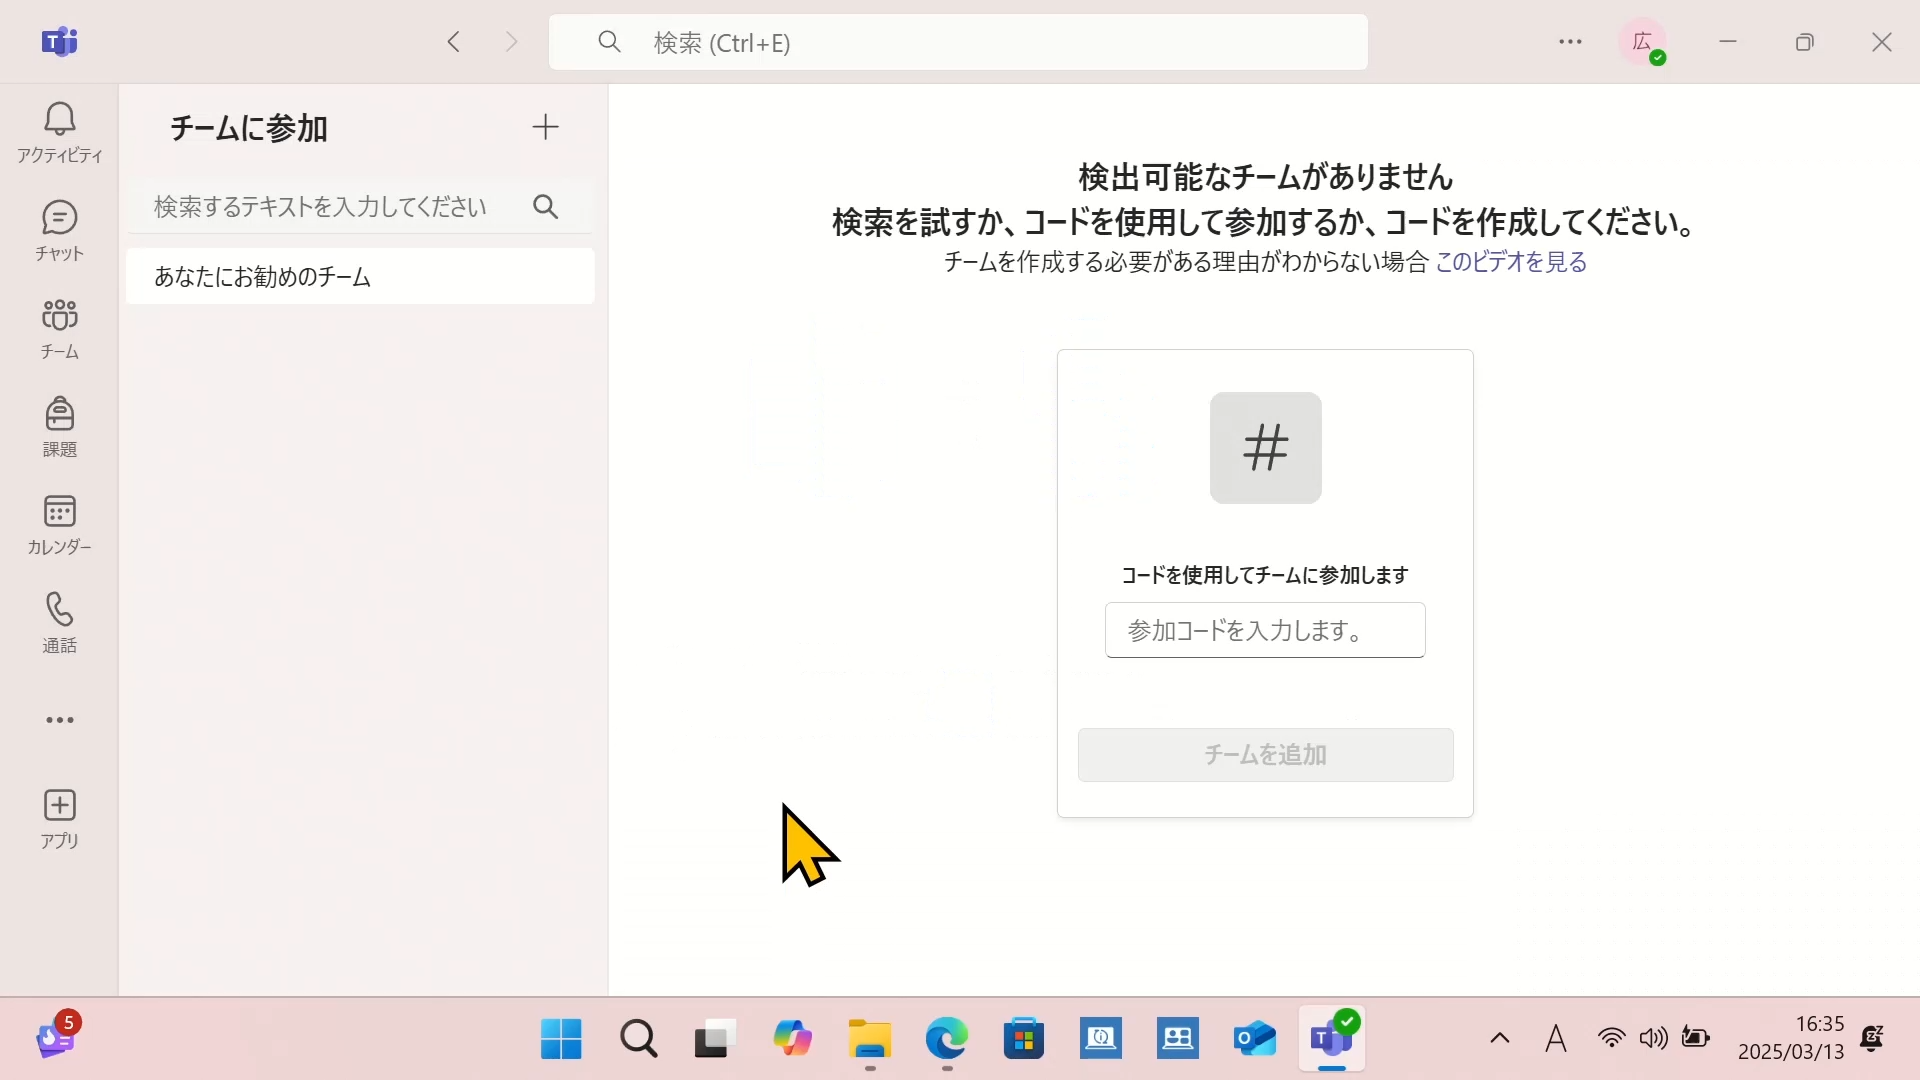 検索 (Ctrl+E)
広
アクティビティ
チャット
チーム
課題
カレンダー
通話
アプリ
チームに参加
検索するテキストを入力してください
あなたにお勧めのチーム
検出可能なチームがありません
検索を試すか、コードを使用して参加するか、コードを作成してください。
チームを作成する必要がある理由がわからない場合 このビデオを見る
#
コードを使用してチームに参加します
参加コードを入力します。
チームを追加
5
A
16:35
2025/03/13